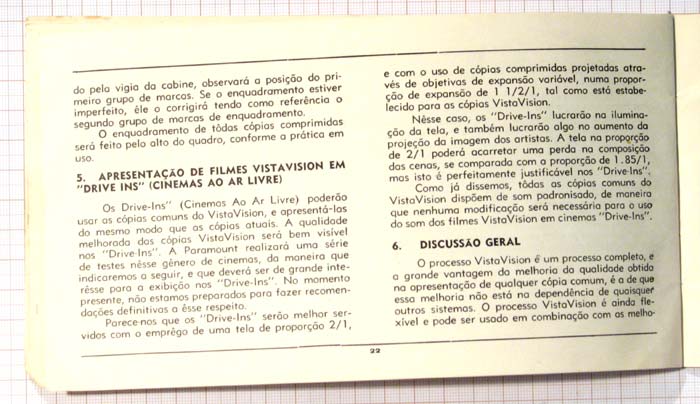 do pela vigia da cabine, observará a posição do pri-
meiro grupo de marcas. Se o enquadramento estiver
imperfeito, êle o corrigirá tendo como referência o
segundo grupo de marcas de enquadramento.
O enquadramento de tôdas cópias comprimidas
será feito pelo alto do quadro, conforme a prática em
uso.
5. APRESENTAÇÃO DE FILMES VISTAVISION EM
"DRIVE INS" (CINEMAS AO AR LIVRE)
Os Drive-Ins" (Cinemas Ao Ar Livre) poderão
usar as cópias comuns do VistaVision, e apresentá-las
do mesmo modo que as cópias atuais. A qualidade
melhorada das cópias VistaVision será bem visível
nos "Drive-Ins". A Paramount realizará uma série
de testes nêsse gênero de cinemas, da maneira que
indicaremos a seguir, e que deverá ser de grande inte-
rêsse para a exibição nos "Drive-Ins". No momento
presente, não estamos preparados para fazer recomen-
dações definitivas a êsse respeito.
Parece-nos que os "Drive-Ins" serão melhor ser-
vidos com o emprêgo de uma tela de proporção 2/1,
e com o uso de cópias comprimidas projetadas atra-
vés de objetivas de expansão variável, numa propor-
ção de expansão de 1 1/2/1, tal como está estabe-
lecido para as cópias VistaVision.
Nêsse caso, os "Drive-Ins" lucrarão na ilumina-
ção da tela, e também lucrarão algo no aumento da
projeção da imagem dos artistas. A tela na proporção
de 2/1 poderá acarretar uma perda na composição
das cenas, se comparada com a proporção de 1.85/1,
mas isto é perfeitamente justificável nos "Drive-Ins".
Como já dissemos, tôdas as cópias comuns do
VistaVision dispõem de som padronisado, de maneira
que nenhuma modificação será necessária para o uso
do som dos filmes VistaVision em cinemas "Drive-Ins".
6. DISCUSSÃO GERAL
O processo VistaVision é um processo completo, e
a grande vantagem da melhoria da qualidade obtida
na apresentação de qualquer cópia comum, é a de que
essa melhoria não está na dependência de quaisquer
outros sistemas. O processo VistaVision é ainda fle-
xível e pode ser usado em combinação com as melho-
22